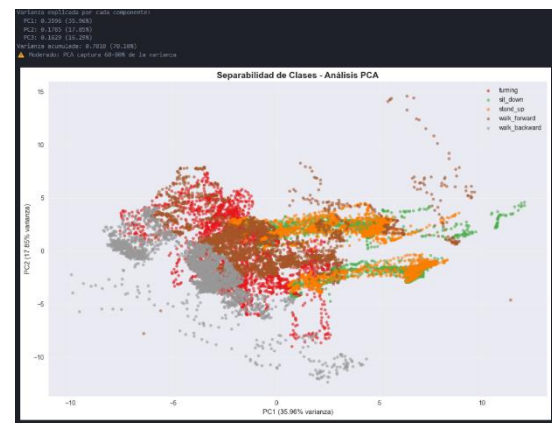 Varianza explicada por cada componente:
PC1: 0.3596 (35.96%)
PC2: 0.1785 (17.85%)
PC3: 0.1629 (16.29%)
Varianza acumulada: 0.7010 (70.10%)
Moderado: PCA captura 60-80% de la varianza
Separabilidad de Clases - Análisis PCA
turning
sit_down
stand_up
walk_forward
walk_backward
PC2 (17.85% varianza)
15
10
5
0
−5
−10
−10
−5
0
5
10
PC1 (35.96% varianza)